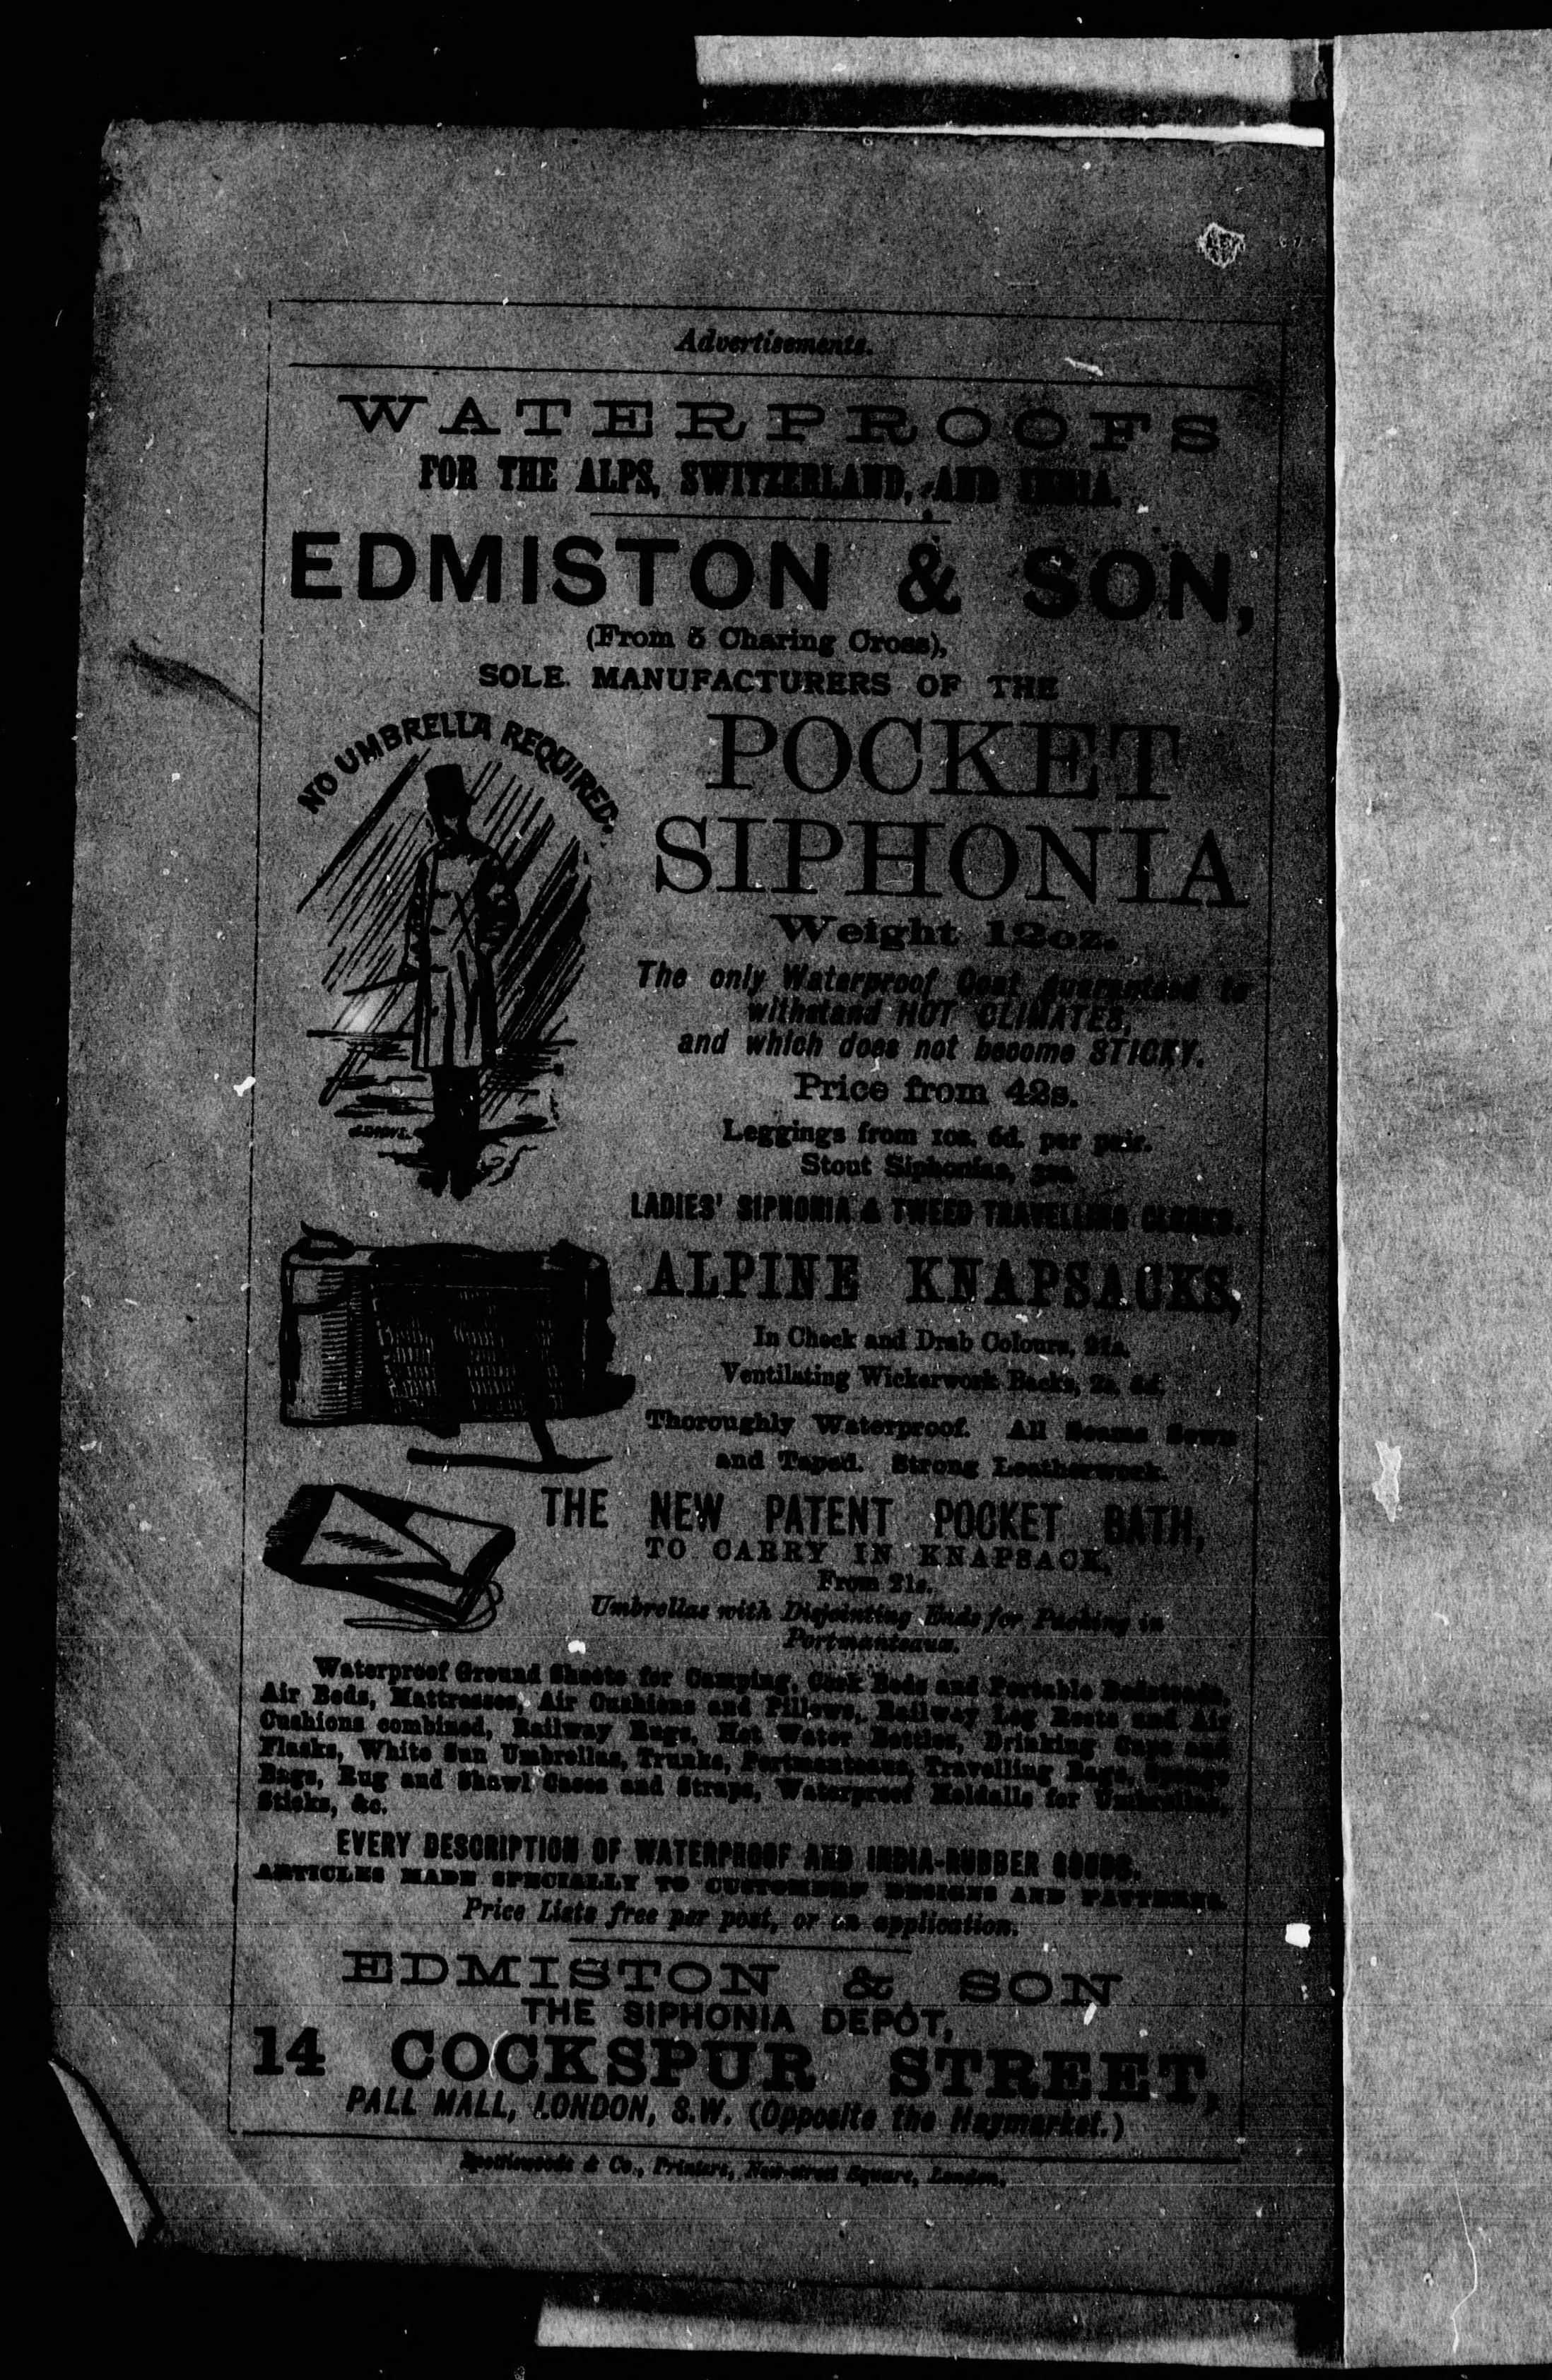 Advertisements.
WATERPROOFS
FOR THE ALPS, SWITZERLAND, AND INDIA.
EDMISTON & SON,
(From 5 Charing Cross),
SOLE MANUFACTURERS OF THE
NO UMBRELLA REQUIRED.
POCKET
SIPHONIA
Weight 12oz.
The only Waterproof Coat guaranteed to
withstand HOT CLIMATES,
and which does not become STICKY.
Price from 42s.
Leggings from 10s. 6d. per pair.
Stout Siphonias,
LADIES' SIPHONIA & TWEED TRAVELLING CLOAKS.
ALPINE KNAPSACKS,
In Check and Drab Colours, 21s.
Ventilating Wickerwork Backs, 2s. 6d.
Thoroughly Waterproof. All Seams Sewn
and Taped. Strong Leatherwork.
THE NEW PATENT POCKET BATH,
TO CARRY IN KNAPSACK,
From 21s.
Umbrellas with Disjointing Ends for Packing in
Portmanteaus.
Waterproof Ground Sheets for Camping, Cork Beds and Portable Bedsteads,
Air Beds, Mattresses, Air Cushions and Pillows, Railway Leg Rests and Air
Cushions combined, Railway Rugs, Hot Water Bottles, Drinking Cups and
Flasks, White Sun Umbrellas, Trunks, Portmanteaus, Travelling Bags, Sponge
Bags, Rug and Shawl Cases and Straps, Waterproof Holdalls for Umbrellas,
Sticks, &c.
EVERY DESCRIPTION OF WATERPROOF AND INDIA-RUBBER GOODS.
ARTICLES MADE SPECIALLY TO CUSTOMERS' DESIGNS AND PATTERNS.
Price Lists free per post, or on application.
EDMISTON & SON
THE SIPHONIA DEPÔT,
14 COCKSPUR STREET,
PALL MALL, LONDON, S.W. (Opposite the Haymarket.)
Spottiswoode & Co., Printers, New-street Square, London.